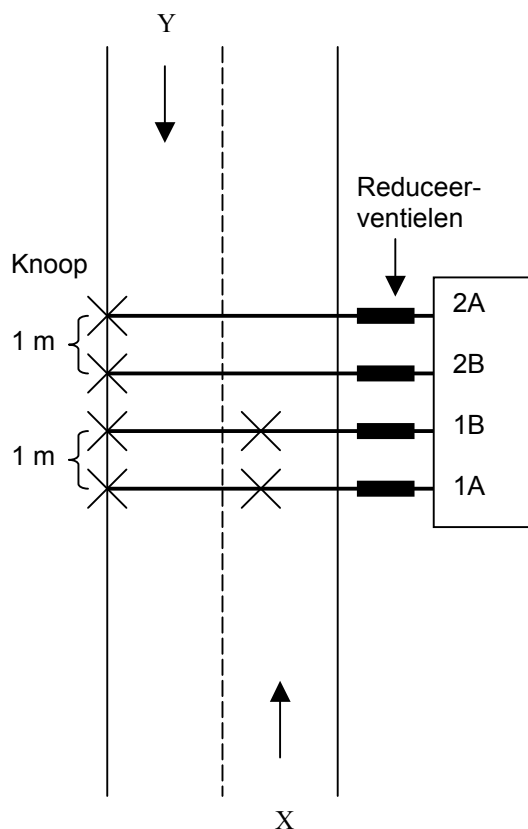 Y
Reduceer-
ventielen
Knoop
2A
1 m
2B
1B
1 m
1A
X